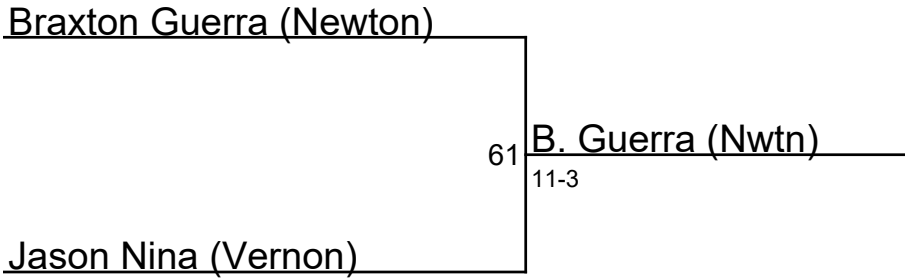 Braxton Guerra (Newton)
61
B. Guerra (Nwtn)
11-3
Jason Nina (Vernon)